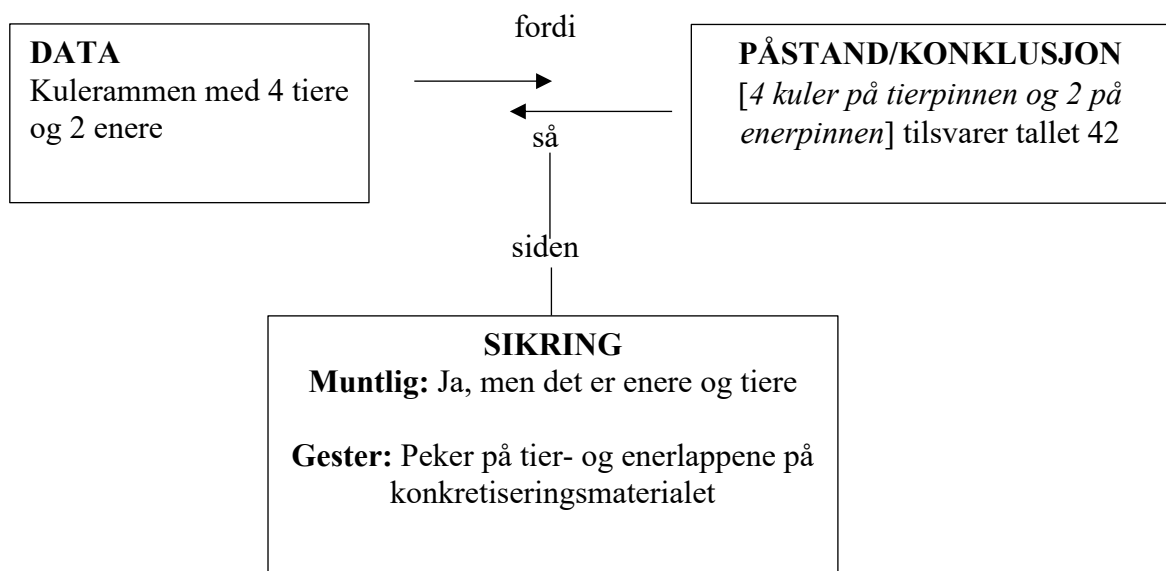 fordi
DATA
Kulerammen med 4 tiere
og 2 enere
PÅSTAND/KONKLUSJON
[4 kuler på tierpinnen og 2 på
enerpinnen] tilsvarer tallet 42
så
siden
SIKRING
Muntlig: Ja, men det er enere og tiere
Gester: Peker på tier- og enerlappene på
konkretiseringsmaterialet